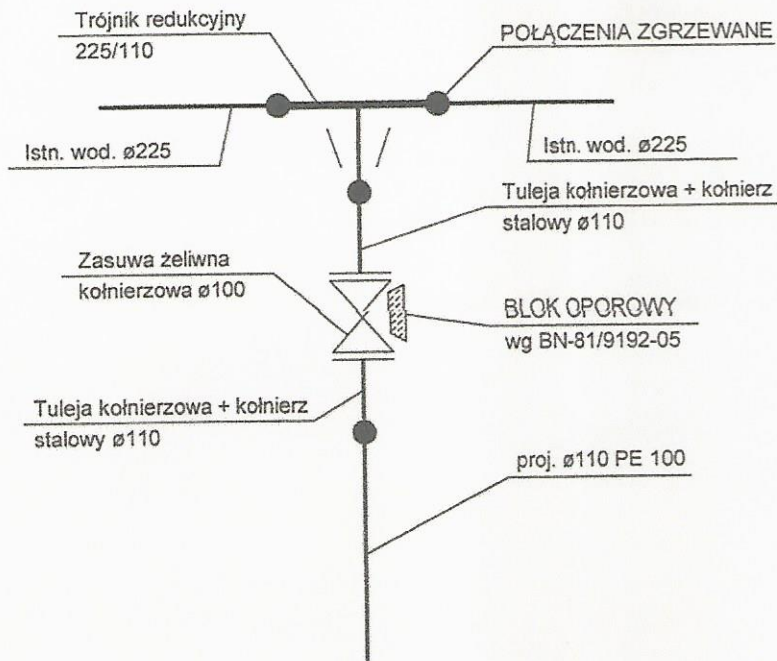 Trójnik redukcyjny
225/110
POŁĄCZENIA ZGRZEWANE
Istn. wod. ø225
Istn. wod. ø225
Tuleja kołnierzowa + kołnierz
stalowy ø110
Zasuwa żeliwna
kołnierzowa ø100
BLOK OPOROWY
wg BN-81/9192-05
Tuleja kołnierzowa + kołnierz
stalowy ø110
proj. ø110 PE 100